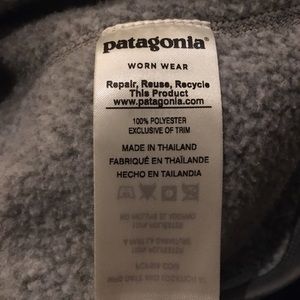 patagonia®
WORN WEAR
Repair, Reuse, Recycle
This Product
www.patagonia.com
100% POLYESTER
EXCLUSIVE OF TRIM
MADE IN THAILAND
FABRIQUÉ EN THAÏLANDE
HECHO EN TAILANDIA